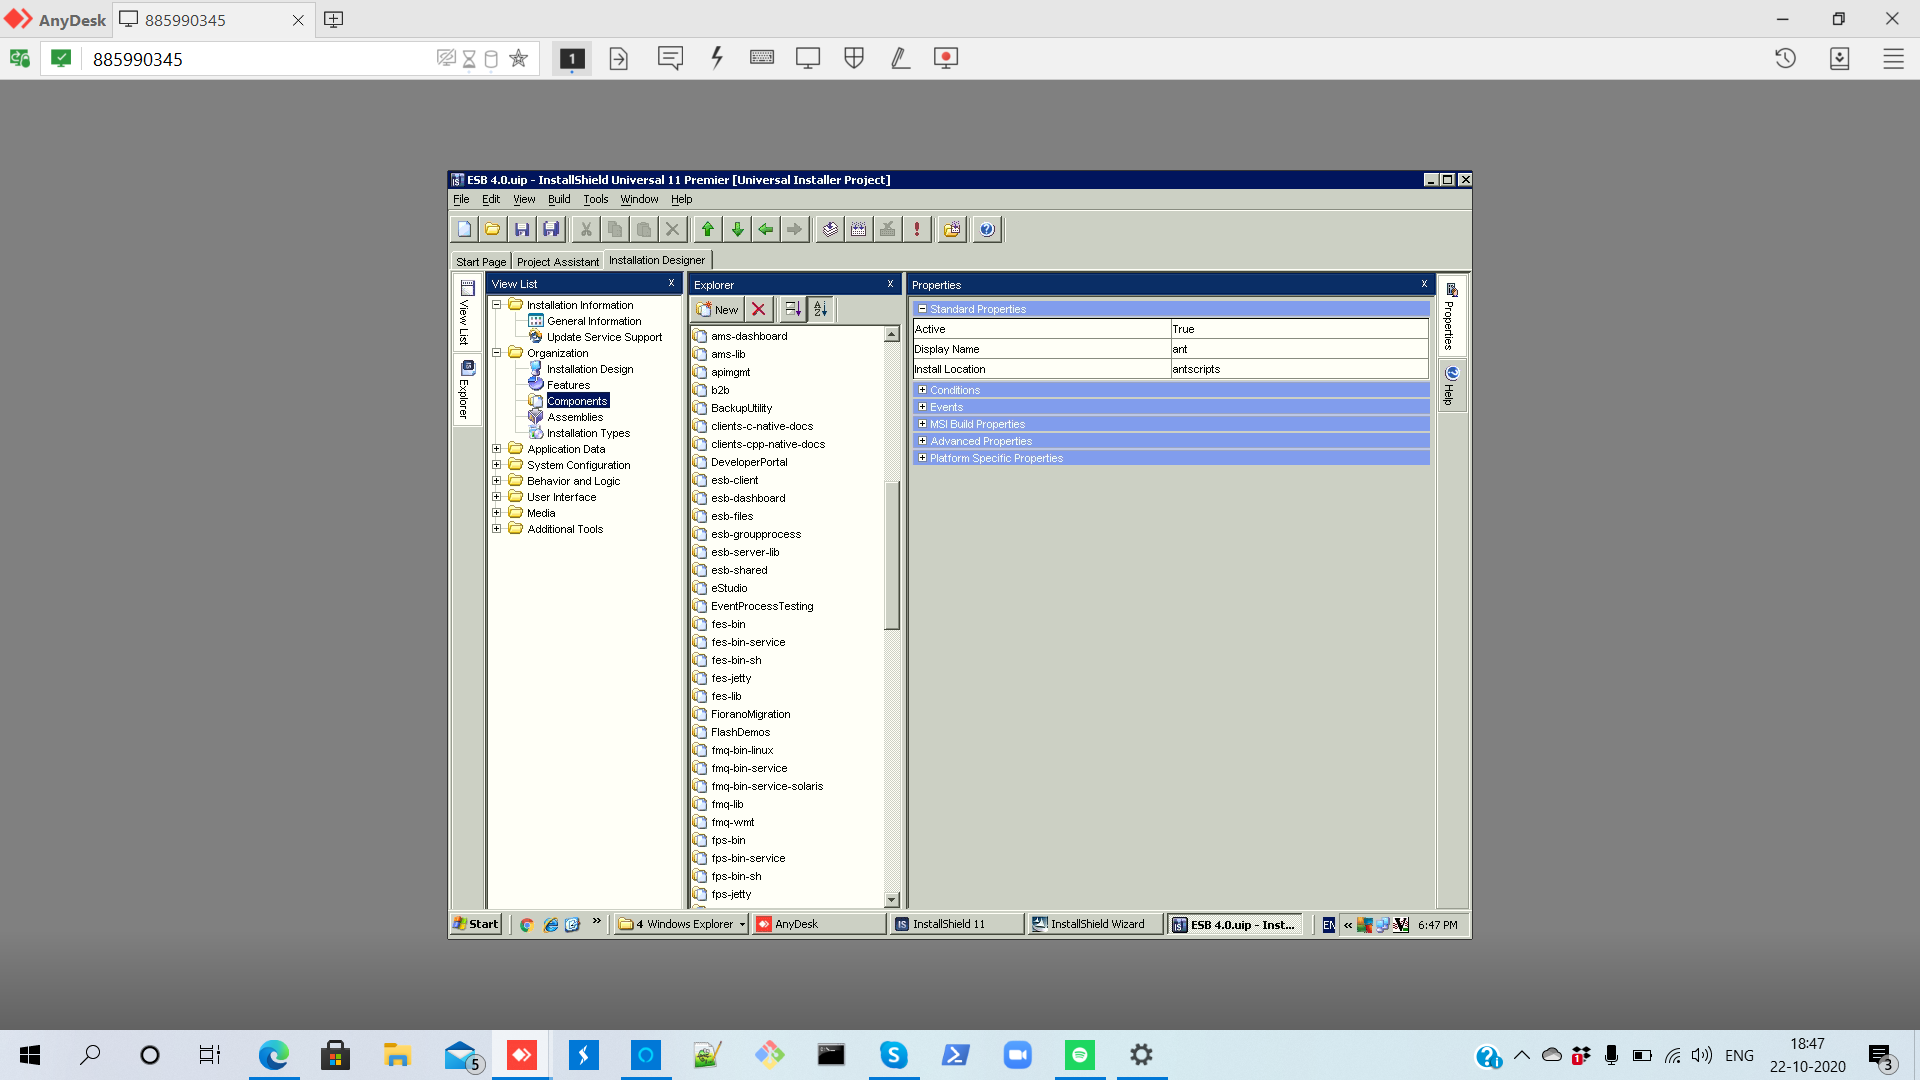 AnyDesk
885990345
885990345
1
ESB 4.0.uip - InstallShield Universal 11 Premier [Universal Installer Project]
File Edit View Build Tools Window Help
Start Page Project Assistant Installation Designer
View List
Explorer
View List
Installation Information
General Information
Update Service Support
Organization
Installation Design
Features
Components
Assemblies
Installation Types
Application Data
System Configuration
Behavior and Logic
User Interface
Media
Additional Tools
Explorer
New
ams-dashboard
ams-lib
apimgmt
b2b
BackupUtility
clients-c-native-docs
clients-cpp-native-docs
DeveloperPortal
esb-client
esb-dashboard
esb-files
esb-groupprocess
esb-server-lib
esb-shared
eStudio
EventProcessTesting
fes-bin
fes-bin-service
fes-bin-sh
fes-jetty
fes-lib
FioranoMigration
FlashDemos
fmq-bin-linux
fmq-bin-service
fmq-bin-service-solaris
fmq-lib
fmq-wmt
fps-bin
fps-bin-service
fps-bin-sh
fps-jetty
Properties
Standard Properties
Active True
Display Name ant
Install Location antscripts
Conditions
Events
MSI Build Properties
Advanced Properties
Platform Specific Properties
Properties
Help
Start 4 Windows Explorer AnyDesk InstallShield 11 InstallShield Wizard ESB 4.0.uip - Inst... EN 6:47 PM
5
1
ENG
18:47
22-10-2020
3